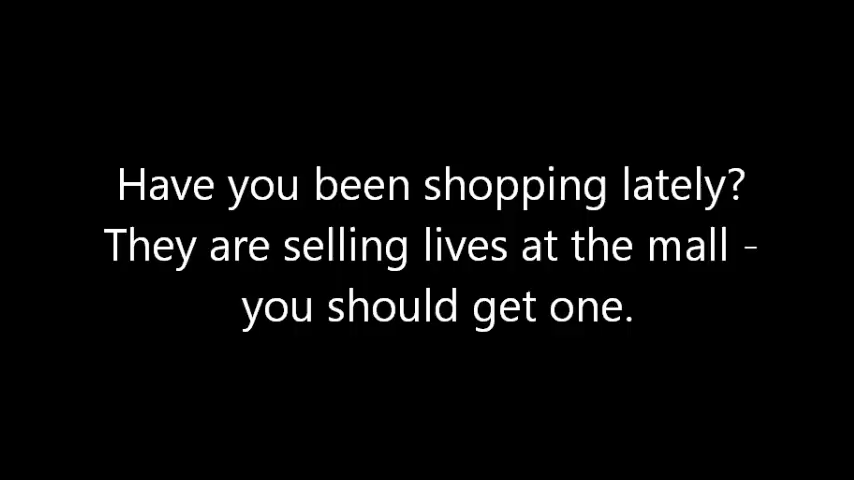 Have you been shopping lately?
They are selling lives at the mall -
you should get one.